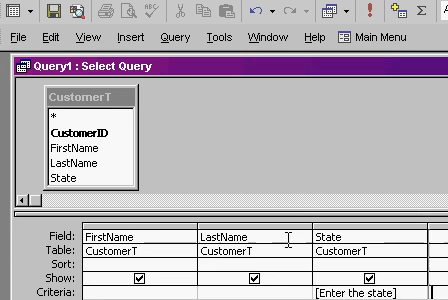 File Edit View Insert Query Tools Window Help Main Menu
Query1 : Select Query
CustomerT
*
CustomerID
FirstName
LastName
State
Field: FirstName LastName State
Table: CustomerT CustomerT CustomerT
Sort:
Show:
Criteria: [Enter the state]